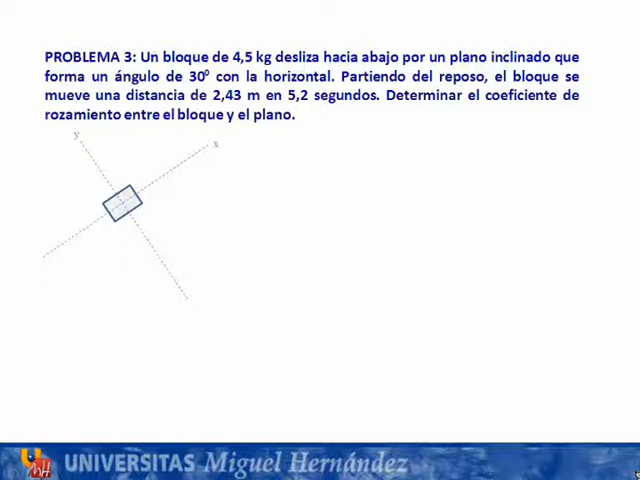 PROBLEMA 3: Un bloque de 4,5 kg desliza hacia abajo por un plano inclinado que
forma un ángulo de 30⁰ con la horizontal. Partiendo del reposo, el bloque se
mueve una distancia de 2,43 m en 5,2 segundos. Determinar el coeficiente de
rozamiento entre el bloque y el plano.
y
x
UMH
UNIVERSITAS Miguel Hernández